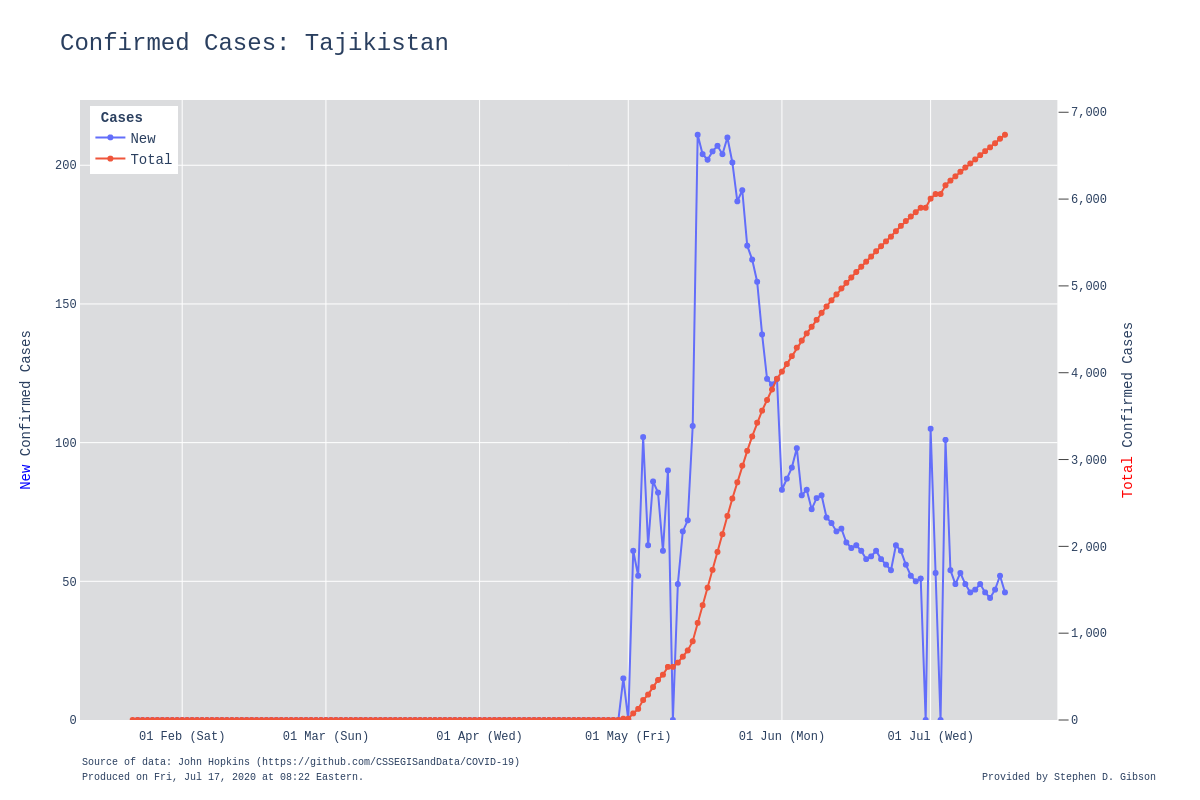 Confirmed Cases: Tajikistan
Cases
New
Total
200
150
100
50
0
7,000
6,000
5,000
4,000
3,000
2,000
1,000
0
New Confirmed Cases
Total Confirmed Cases
01 Feb (Sat)
01 Mar (Sun)
01 Apr (Wed)
01 May (Fri)
01 Jun (Mon)
01 Jul (Wed)
Source of data: John Hopkins (https://github.com/CSSEGISandData/COVID-19)
Produced on Fri, Jul 17, 2020 at 08:22 Eastern.
Provided by Stephen D. Gibson